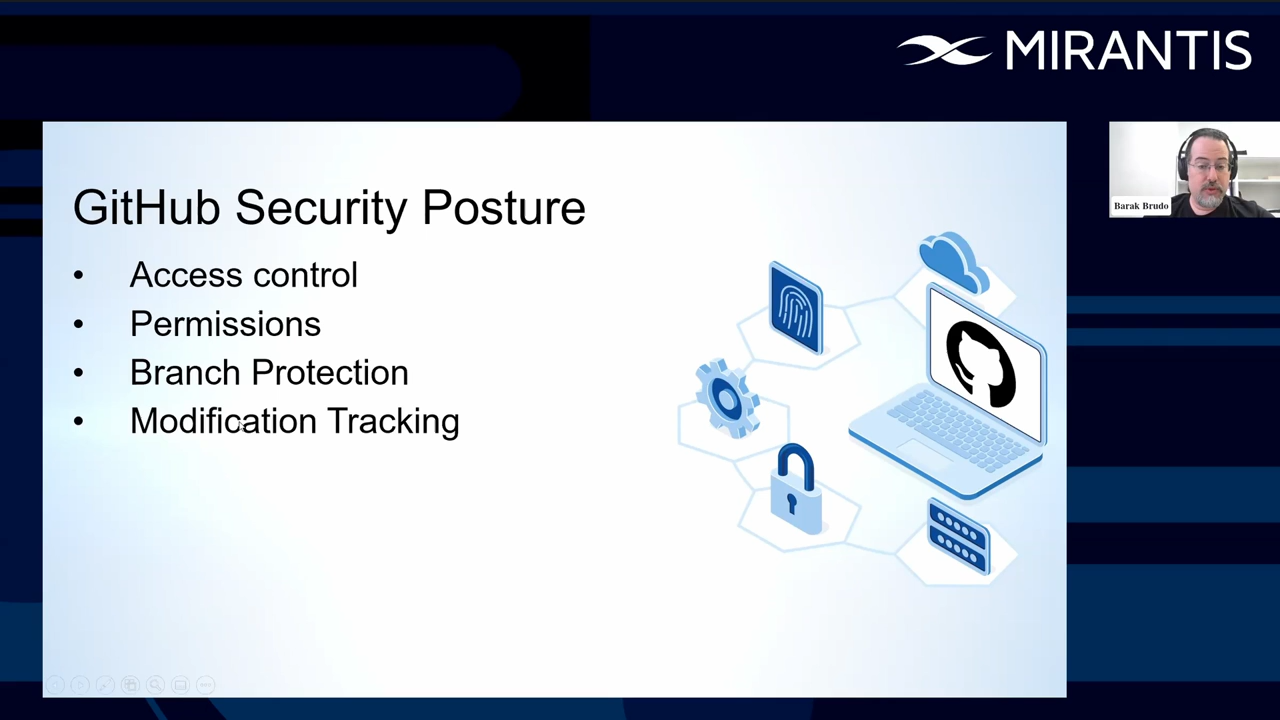 MIRANTIS
GitHub Security Posture
• Access control
• Permissions
• Branch Protection
• Modification Tracking
Barak Brudo